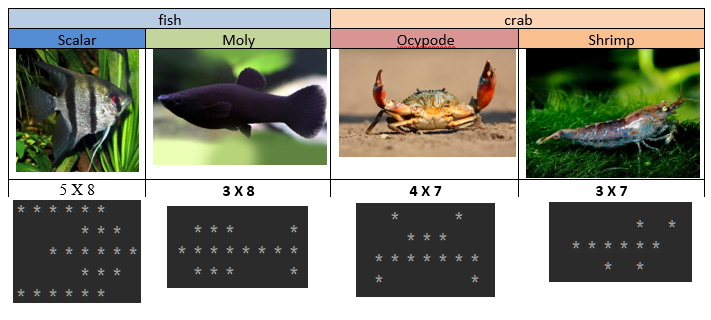 fish crab
Scalar Moly Ocypode Shrimp
5 X 8 3 X 8 4 X 7 3 X 7
* * * * * *
        * * *
    * * * * * *
        * * *
* * * * * *
  * * *       *
* * * * * * * *
  * * *       *
  *       *
    * * *
* * * * * * *
*           *
        *   *
* * * * * *
    *   *